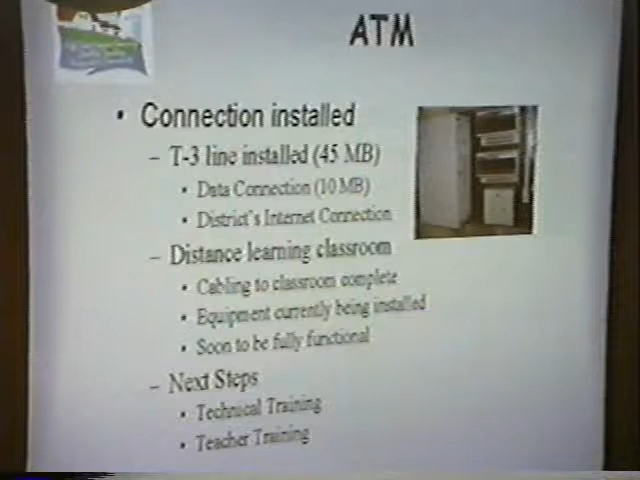 ATM
• Connection installed
– T-3 line installed (45 MB)
• Data Connection (10 MB)
• District's Internet Connection
– Distance learning classroom
• Cabling to classroom complete
• Equipment currently being installed
• Soon to be fully functional
– Next Steps
• Technical Training
• Teacher Training